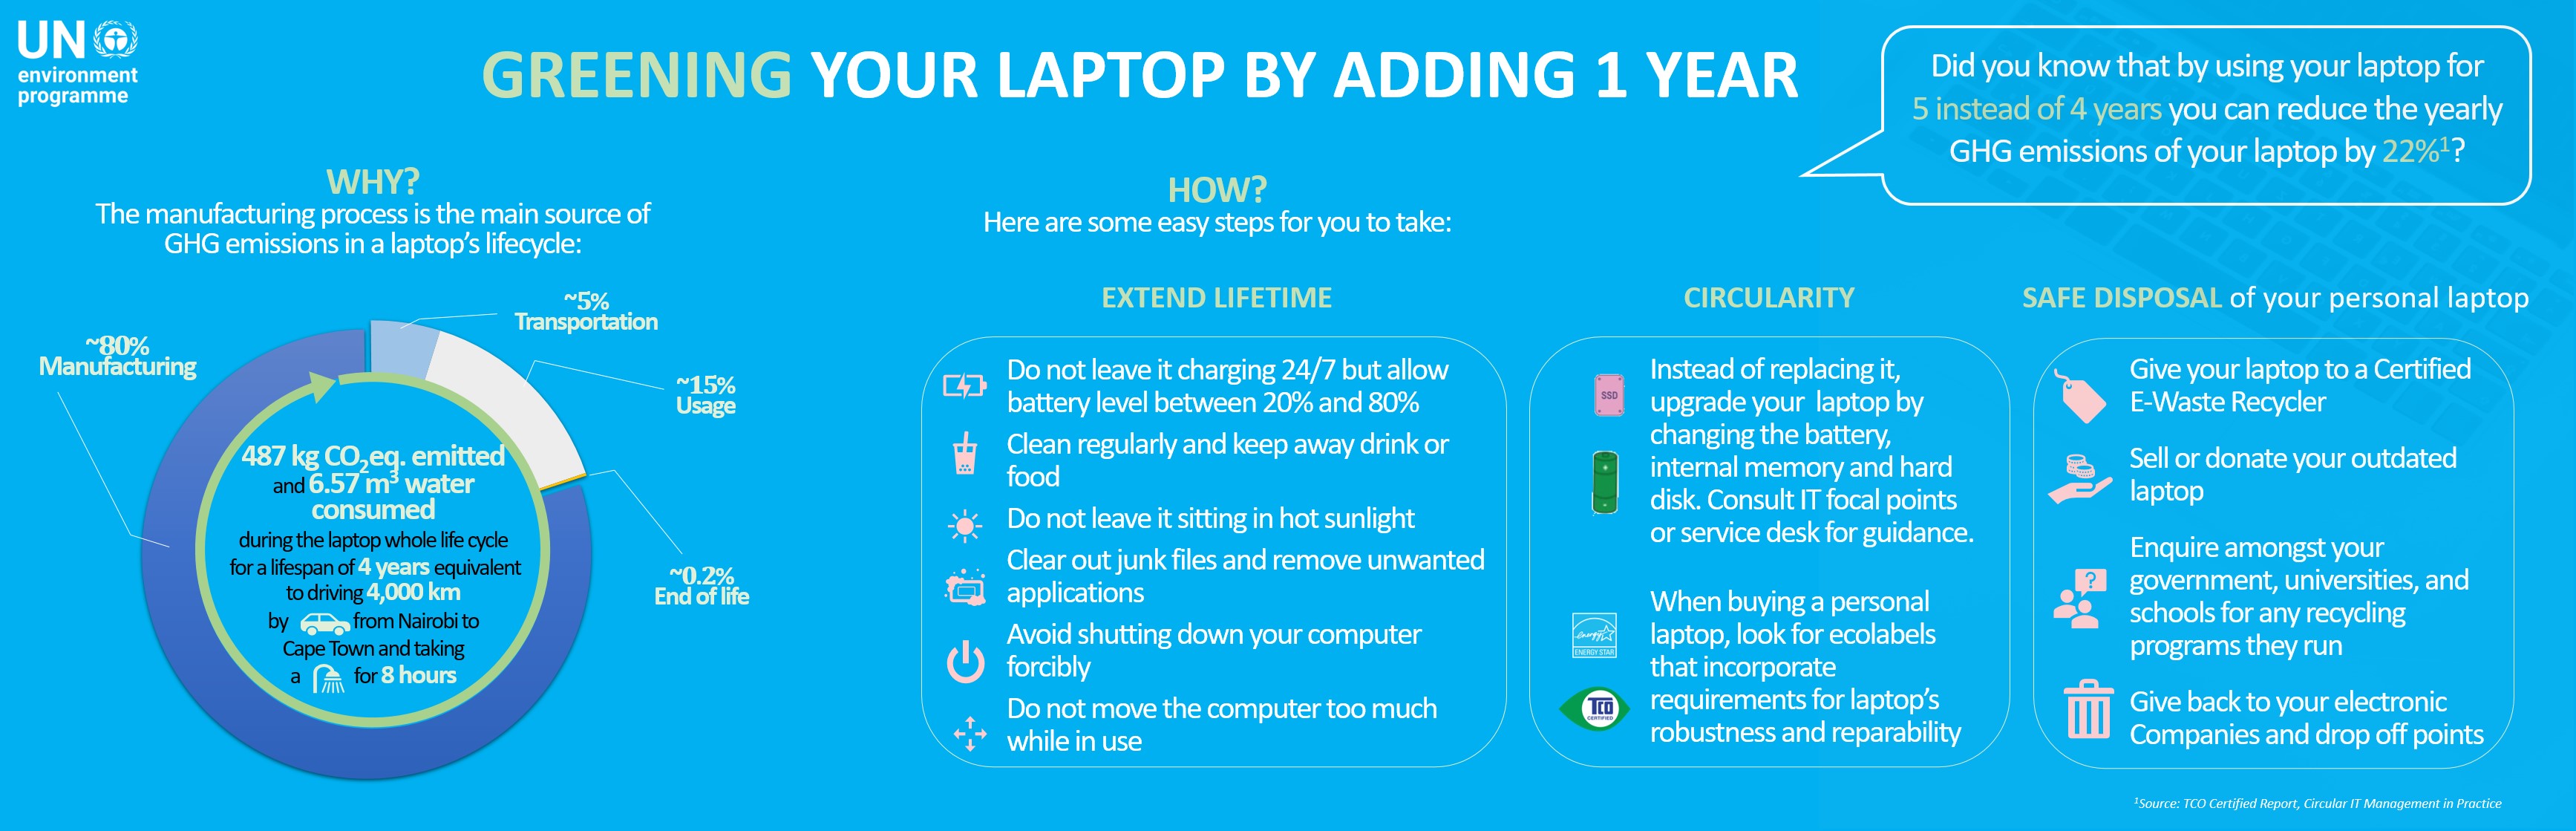 UN
environment
programme
GREENING YOUR LAPTOP BY ADDING 1 YEAR
Did you know that by using your laptop for
5 instead of 4 years you can reduce the yearly
GHG emissions of your laptop by 22%¹?
WHY?
The manufacturing process is the main source of
GHG emissions in a laptop's lifecycle:
~5%
Transportation
~80%
Manufacturing
~15%
Usage
~0.2%
End of life
487 kg CO₂eq. emitted
and 6.57 m³ water
consumed
during the laptop whole life cycle
for a lifespan of 4 years equivalent
to driving 4,000 km
by from Nairobi to
Cape Town and taking
a for 8 hours
HOW?
Here are some easy steps for you to take:
EXTEND LIFETIME
Do not leave it charging 24/7 but allow
battery level between 20% and 80%
Clean regularly and keep away drink or
food
Do not leave it sitting in hot sunlight
Clear out junk files and remove unwanted
applications
Avoid shutting down your computer
forcibly
Do not move the computer too much
while in use
CIRCULARITY
SSD
Instead of replacing it,
upgrade your laptop by
changing the battery,
internal memory and hard
disk. Consult IT focal points
or service desk for guidance.
energy
ENERGY STAR
TCO
CERTIFIED
When buying a personal
laptop, look for ecolabels
that incorporate
requirements for laptop's
robustness and reparability
SAFE DISPOSAL of your personal laptop
Give your laptop to a Certified
E-Waste Recycler
Sell or donate your outdated
laptop
?
Enquire amongst your
government, universities, and
schools for any recycling
programs they run
Give back to your electronic
Companies and drop off points
¹Source: TCO Certified Report, Circular IT Management in Practice